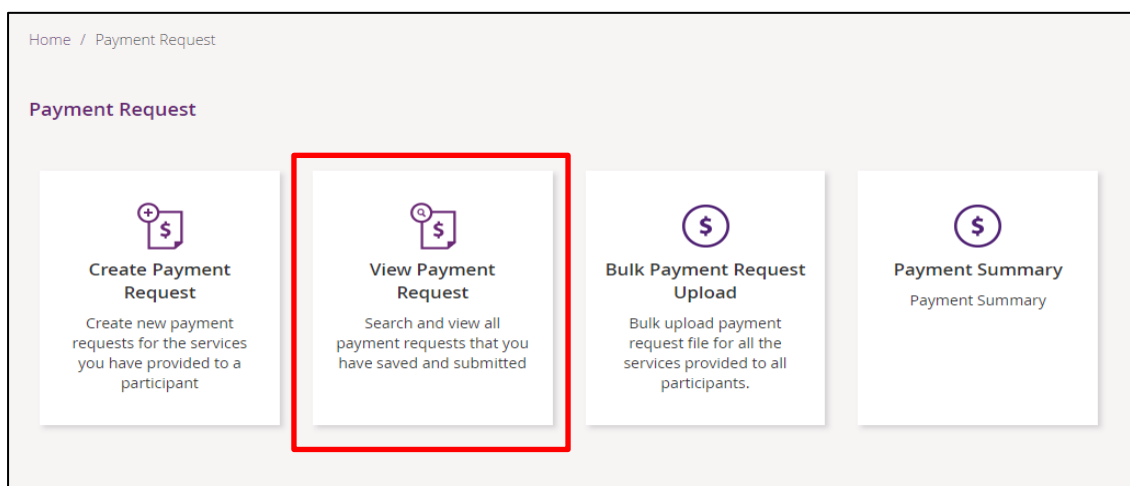 Home / Payment Request
Payment Request
Create Payment
Request
Create new payment
requests for the services
you have provided to a
participant
View Payment
Request
Search and view all
payment requests that you
have saved and submitted
Bulk Payment Request
Upload
Bulk upload payment
request file for all the
services provided to all
participants.
Payment Summary
Payment Summary